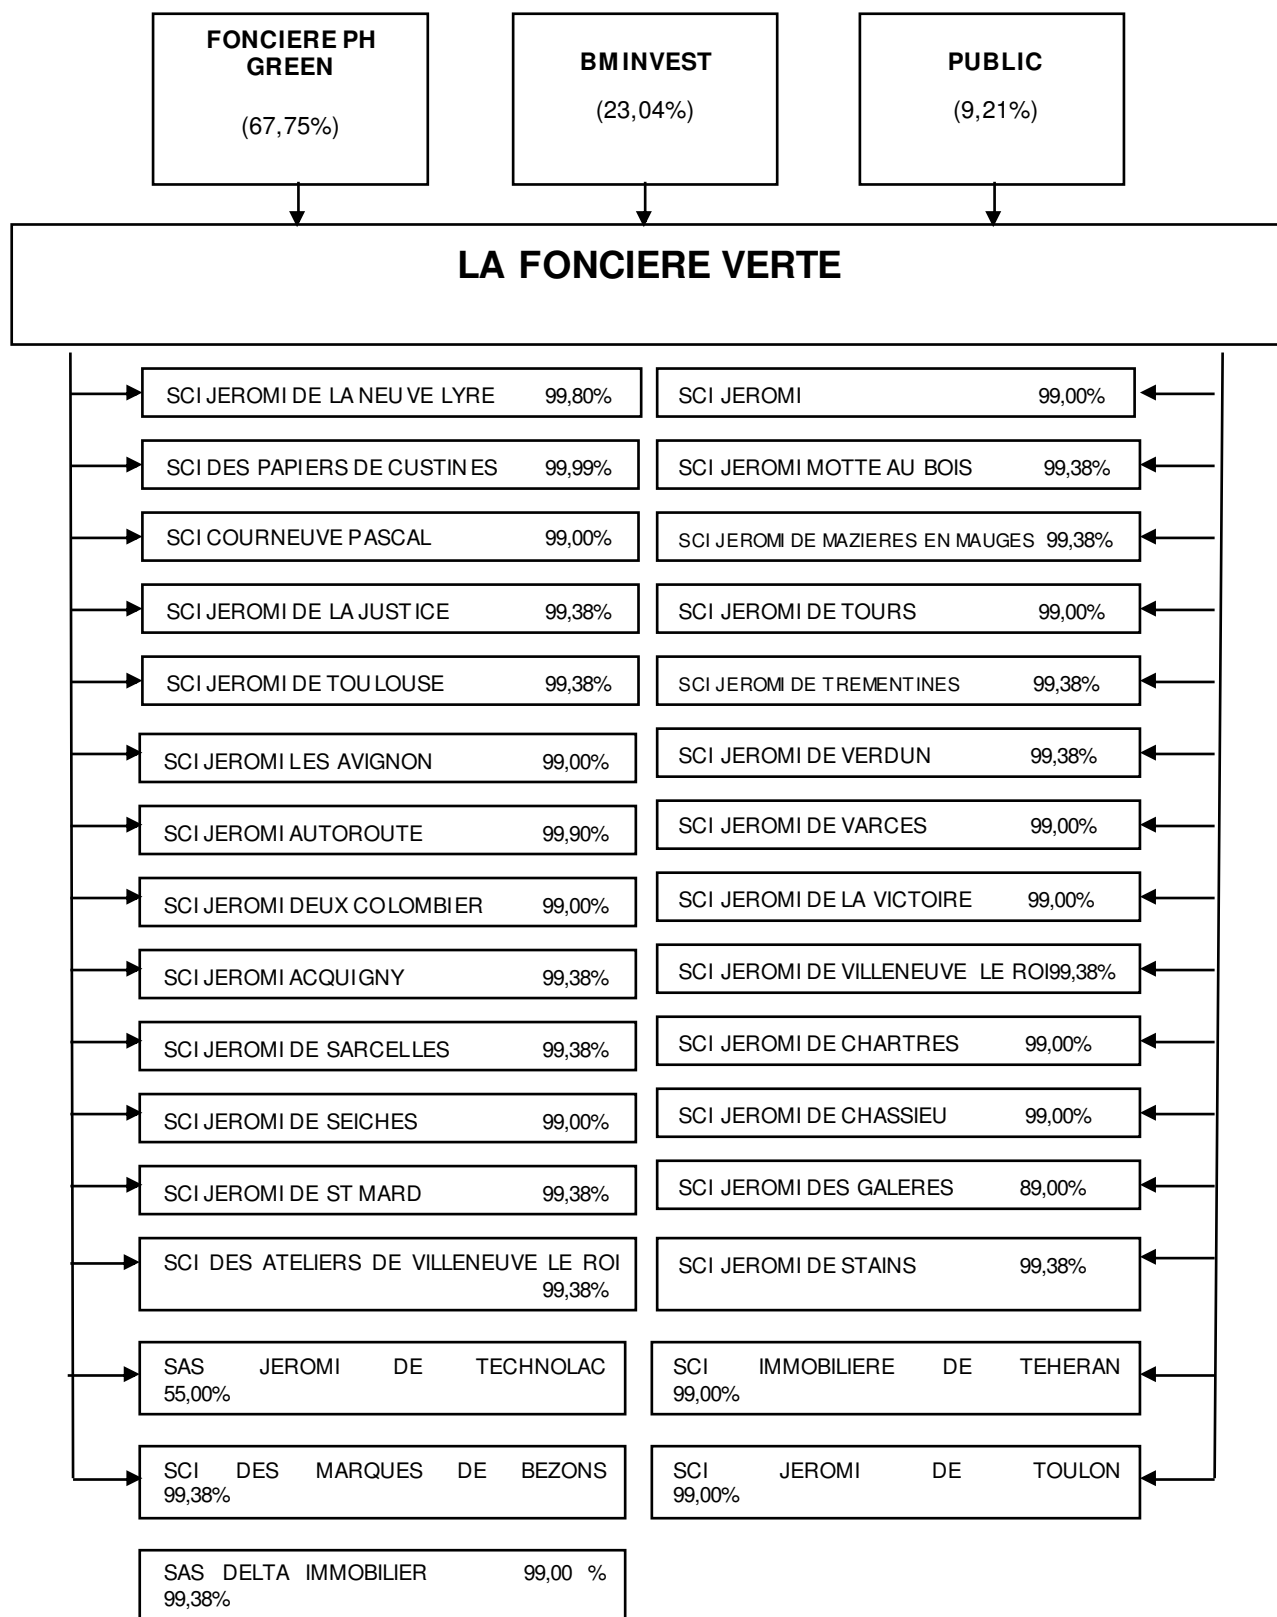 FONCIERE PH
GREEN
(67,75%)
BM INVEST
(23,04%)
PUBLIC
(9,21%)
LA FONCIERE VERTE
SCI JEROMI DE LA NEUVE LYRE 99,80%
SCI JEROMI 99,00%
SCI DES PAPIERS DE CUSTINES 99,99%
SCI JEROMI MOTTE AU BOIS 99,38%
SCI COURNEUVE PASCAL 99,00%
SCI JEROMI DE MAZIERES EN MAUGES 99,38%
SCI JEROMI DE LA JUSTICE 99,38%
SCI JEROMI DE TOURS 99,00%
SCI JEROMI DE TOULOUSE 99,38%
SCI JEROMI DE TREMENTINES 99,38%
SCI JEROMI LES AVIGNON 99,00%
SCI JEROMI DE VERDUN 99,38%
SCI JEROMI AUTOROUTE 99,90%
SCI JEROMI DE VARCES 99,00%
SCI JEROMI DEUX COLOMBIER 99,00%
SCI JEROMI DE LA VICTOIRE 99,00%
SCI JEROMI ACQUIGNY 99,38%
SCI JEROMI DE VILLENEUVE LE ROI99,38%
SCI JEROMI DE SARCELLES 99,38%
SCI JEROMI DE CHARTRES 99,00%
SCI JEROMI DE SEICHES 99,00%
SCI JEROMI DE CHASSIEU 99,00%
SCI JEROMI DE ST MARD 99,38%
SCI JEROMI DES GALERES 89,00%
SCI DES ATELIERS DE VILLENEUVE LE ROI
99,38%
SCI JEROMI DE STAINS 99,38%
SAS JEROMI DE TECHNOLAC
55,00%
SCI IMMOBILIERE DE TEHERAN
99,00%
SCI DES MARQUES DE BEZONS
99,38%
SCI JEROMI DE TOULON
99,00%
SAS DELTA IMMOBILIER 99,00 %
99,38%